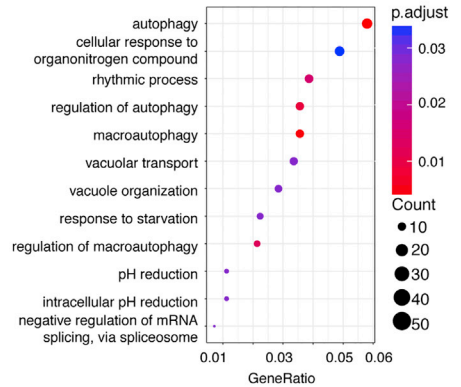 autophagy
cellular response to
organonitrogen compound
rhythmic process
regulation of autophagy
macroautophagy
vacuolar transport
vacuole organization
response to starvation
regulation of macroautophagy
pH reduction
intracellular pH reduction
negative regulation of mRNA
splicing, via spliceosome
0.01 0.03 0.05 0.06
GeneRatio
p.adjust
0.03
0.02
0.01
Count
10
20
30
40
50